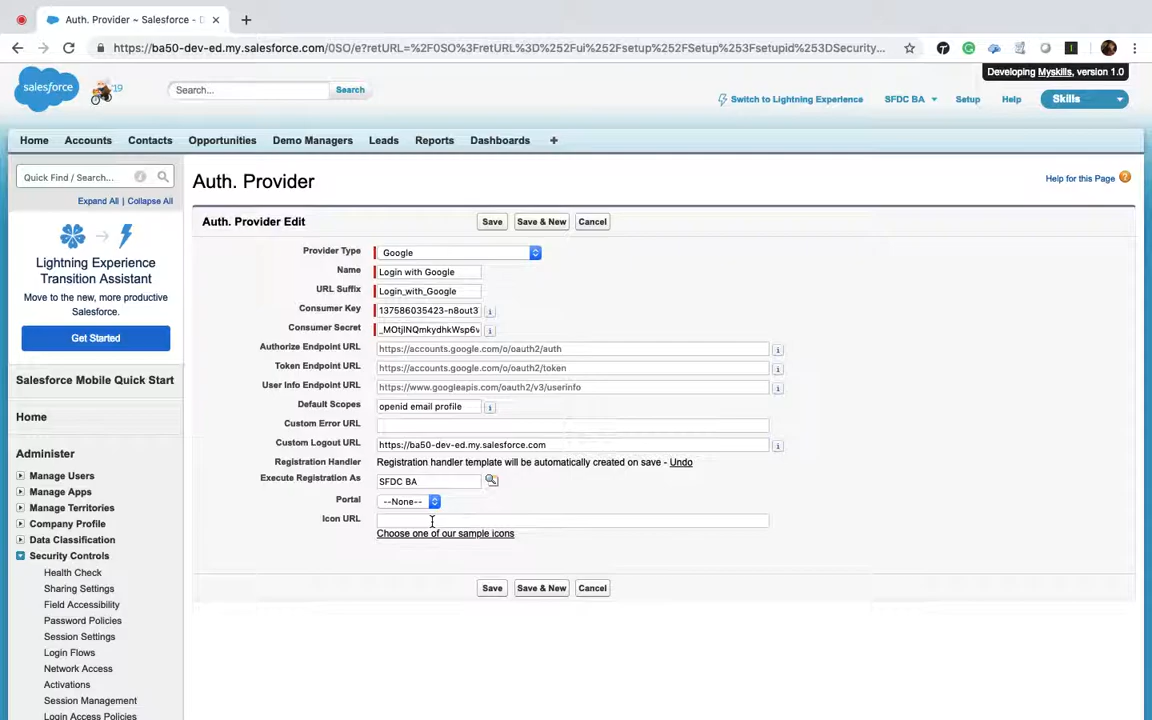 Auth. Provider ~ Salesforce - D
https://ba50-dev-ed.my.salesforce.com/0SO/e?retURL=%2F0SO%3FretURL%3D%252Fui%252Fsetup%252FSetup%253Fsetupid%253DSecurity...
Developing Myskills, version 1.0
salesforce
'19
Search...
Search
Switch to Lightning Experience
SFDC BA
Setup
Help
Skills
Home
Accounts
Contacts
Opportunities
Demo Managers
Leads
Reports
Dashboards
+
Quick Find / Search...
Expand All | Collapse All
Lightning Experience
Transition Assistant
Move to the new, more productive
Salesforce.
Get Started
Salesforce Mobile Quick Start
Home
Administer
Manage Users
Manage Apps
Manage Territories
Company Profile
Data Classification
Security Controls
Health Check
Sharing Settings
Field Accessibility
Password Policies
Session Settings
Login Flows
Network Access
Activations
Session Management
Login Access Policies
Auth. Provider
Help for this Page
Auth. Provider Edit
Save
Save & New
Cancel
Provider Type Google
Name Login with Google
URL Suffix Login_with_Google
Consumer Key 137586035423-n8out3
Consumer Secret _MOtjlNQmkydhkWsp6v
Authorize Endpoint URL https://accounts.google.com/o/oauth2/auth
Token Endpoint URL https://accounts.google.com/o/oauth2/token
User Info Endpoint URL https://www.googleapis.com/oauth2/v3/userinfo
Default Scopes openid email profile
Custom Error URL
Custom Logout URL https://ba50-dev-ed.my.salesforce.com
Registration Handler Registration handler template will be automatically created on save - Undo
Execute Registration As SFDC BA
Portal --None--
Icon URL
Choose one of our sample icons
Save
Save & New
Cancel